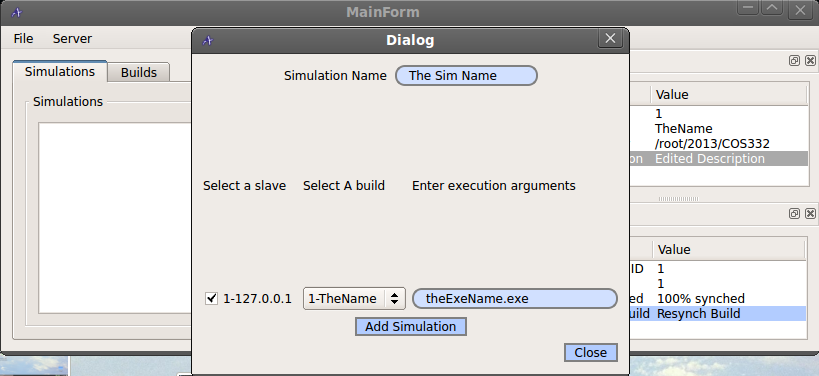 MainForm
File Server
Dialog
Simulation Name The Sim Name
Simulations Builds
Simulations
Value
1
TheName
/root/2013/COS332
on Edited Description
Select a slave Select A build Enter execution arguments
Value
ID 1
1
ed 100% synched
uild Resynch Build
1-127.0.0.1 1-TheName theExeName.exe
Add Simulation
Close